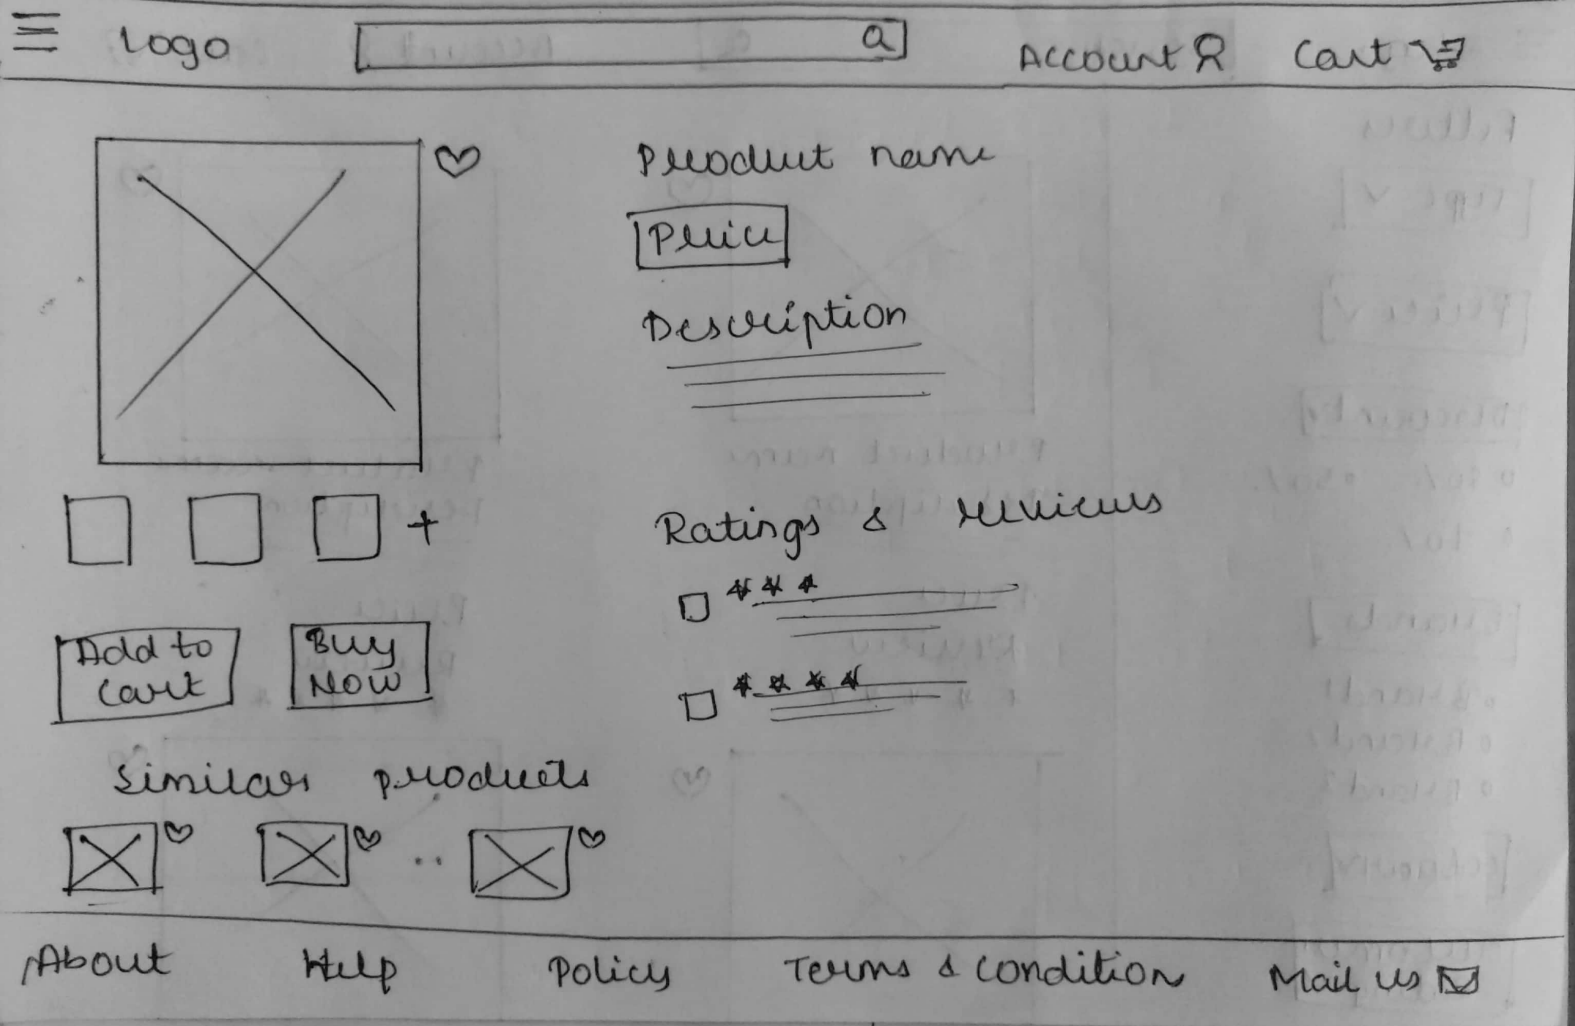 Logo
Account
Cart
Product name
Price
Description
Ratings & reviews
Add to
Cart
Buy
Now
Similar products
About
Help
Policy
Terms & Condition
Mail us